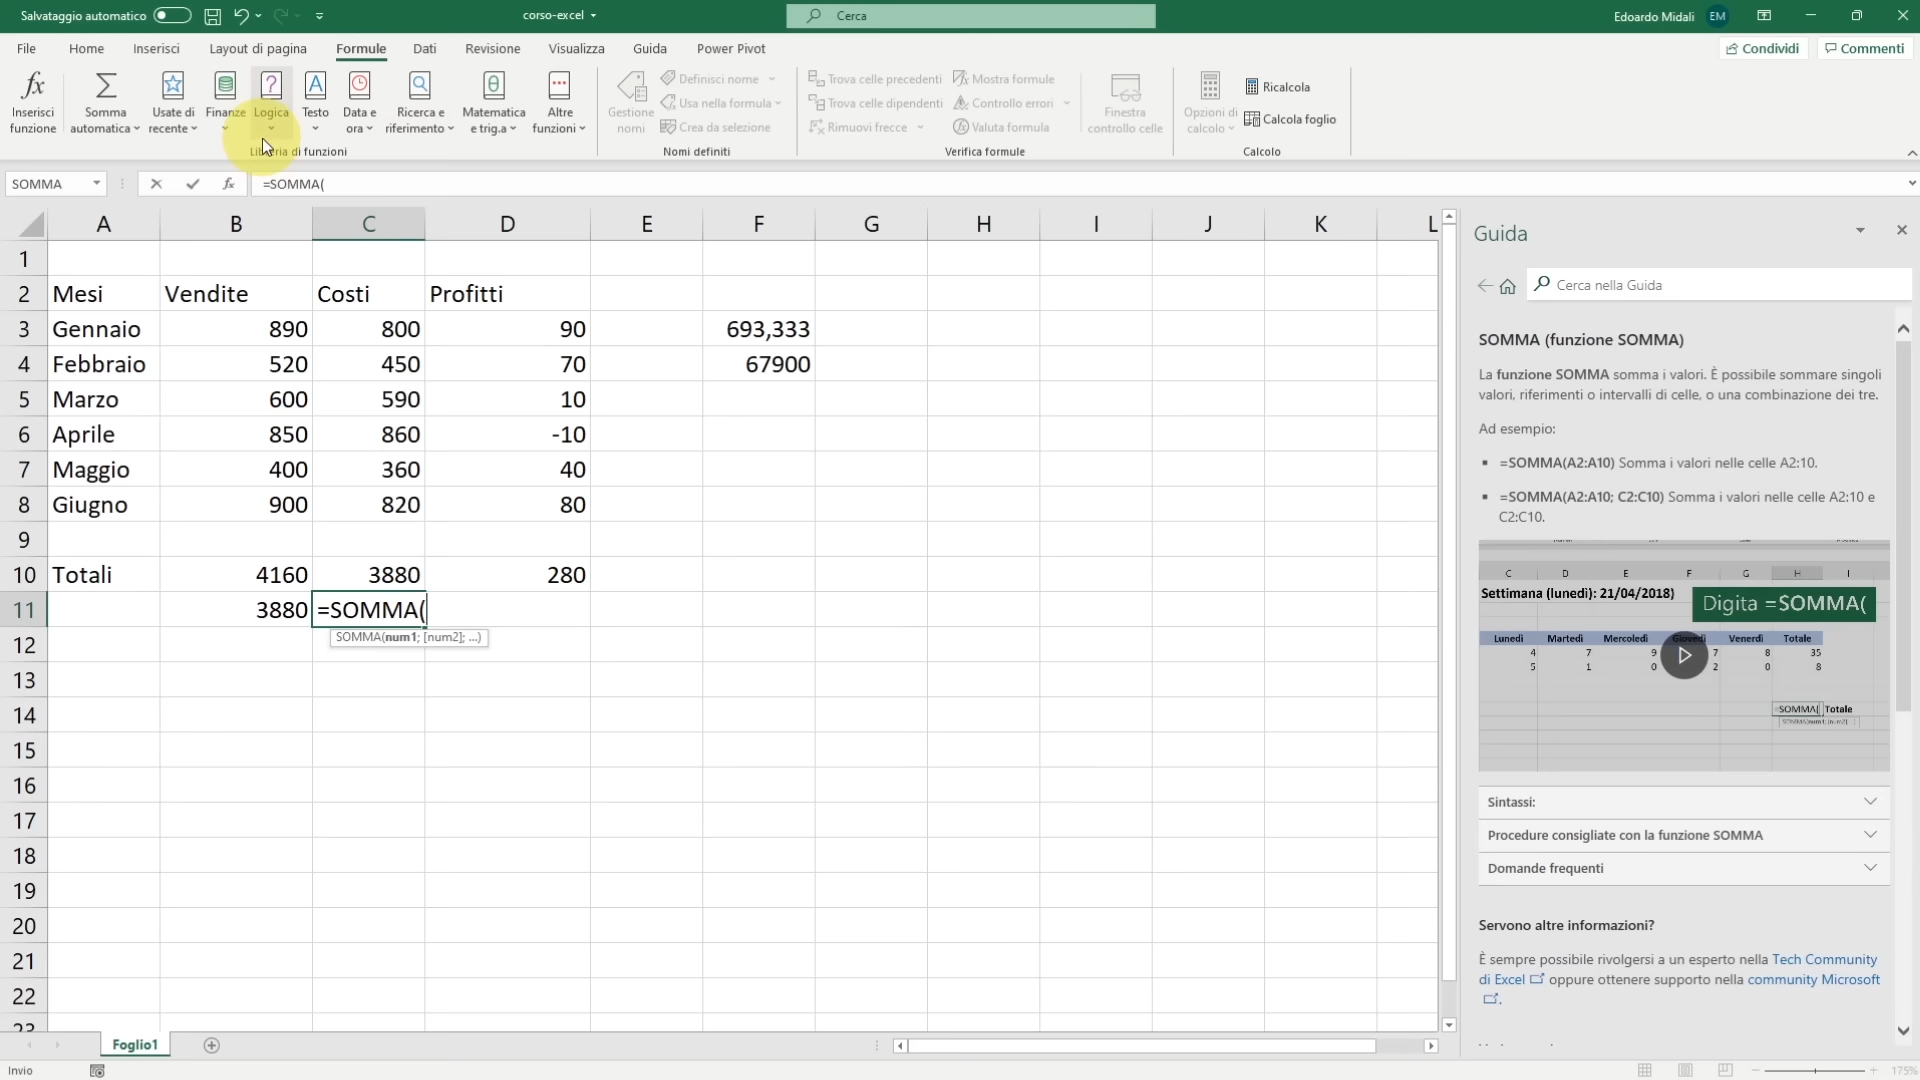 Salvataggio automatico
corso-excel
Cerca
Edoardo Midali
EM
File Home Inserisci Layout di pagina Formule Dati Revisione Visualizza Guida Power Pivot
Condividi
Commenti
Inserisci funzione
Somma automatica
Usate di recente
Finanze
Logica
Testo
Data e ora
Ricerca e riferimento
Matematica e trig.a
Altre funzioni
Gestione nomi
Definisci nome
Usa nella formula
Crea da selezione
Trova celle precedenti
Trova celle dipendenti
Rimuovi frecce
Mostra formule
Controllo errori
Valuta formula
Finestra controllo celle
Opzioni di calcolo
Ricalcola
Calcola foglio
Libreria di funzioni
Nomi definiti
Verifica formule
Calcolo
SOMMA
fx
=SOMMA(
A B C D E F G H I J K L
1
2 Mesi Vendite Costi Profitti
3 Gennaio 890 800 90 693,333
4 Febbraio 520 450 70 67900
5 Marzo 600 590 10
6 Aprile 850 860 -10
7 Maggio 400 360 40
8 Giugno 900 820 80
9
10 Totali 4160 3880 280
11 3880 =SOMMA(
SOMMA(num1; [num2]; ...)
12
13
14
15
16
17
18
19
20
21
22
23
Guida
Cerca nella Guida
SOMMA (funzione SOMMA)
La funzione SOMMA somma i valori. È possibile sommare singoli
valori, riferimenti o intervalli di celle, o una combinazione dei tre.
Ad esempio:
=SOMMA(A2:A10) Somma i valori nelle celle A2:10.
=SOMMA(A2:A10; C2:C10) Somma i valori nelle celle A2:10 e
C2:C10.
C D E F G H I
Settimana (lunedì): 21/04/2018)
Digita =SOMMA(
Lunedì Martedì Mercoledì Giovedì Venerdì Totale
4 7 9 7 8 35
5 1 0 2 0 8
=SOMMA( Totale
SOMMA(num1; [num2]; ...)
Sintassi:
Procedure consigliate con la funzione SOMMA
Domande frequenti
Servono altre informazioni?
È sempre possibile rivolgersi a un esperto nella Tech Community
di Excel oppure ottenere supporto nella community Microsoft
.
Foglio1
Invio
175%